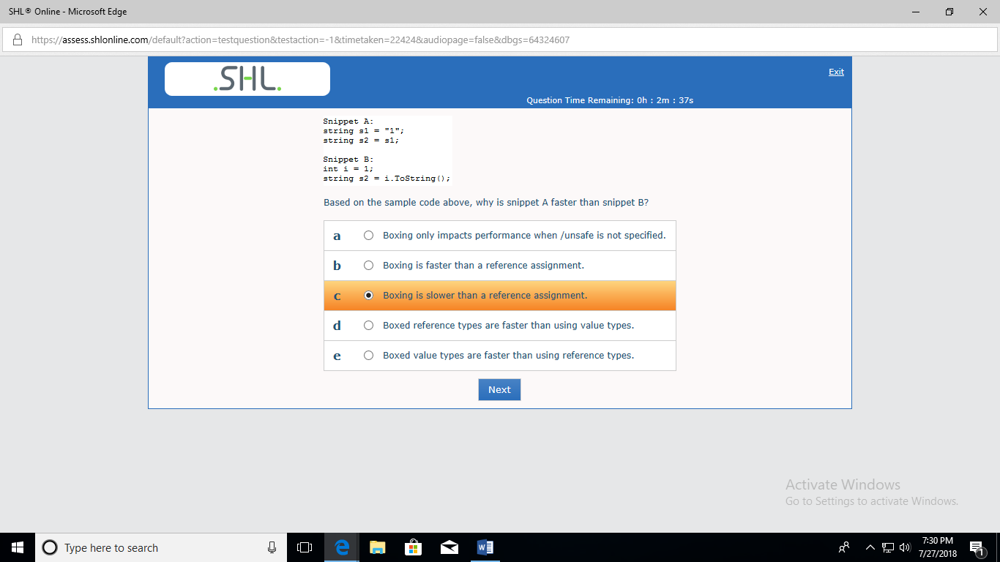 SHL® Online - Microsoft Edge
https://assess.shlonline.com/default?action=testquestion&testaction=-1&timetaken=22424&audiopage=false&dbgs=64324607
.SHL.
Exit
Question Time Remaining: 0h : 2m : 37s
Snippet A:
string s1 = "1";
string s2 = s1;
Snippet B:
int i = 1;
string s2 = i.ToString();
Based on the sample code above, why is snippet A faster than snippet B?
a Boxing only impacts performance when /unsafe is not specified.
b Boxing is faster than a reference assignment.
c Boxing is slower than a reference assignment.
d Boxed reference types are faster than using value types.
e Boxed value types are faster than using reference types.
Next
Activate Windows
Go to Settings to activate Windows.
Type here to search
7:30 PM
7/27/2018
1